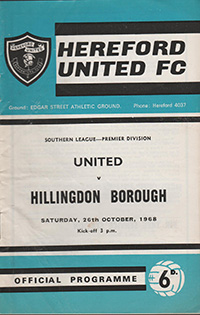 HEREFORD
UNITED FC
Ground: EDGAR STREET ATHLETIC GROUND. Phone: Hereford 4037
SOUTHERN LEAGUE—PREMIER DIVISION
UNITED
v
HILLINGDON BOROUGH
SATURDAY, 26th OCTOBER, 1968
Kick-off 3 p.m.
OFFICIAL PROGRAMME
6D.